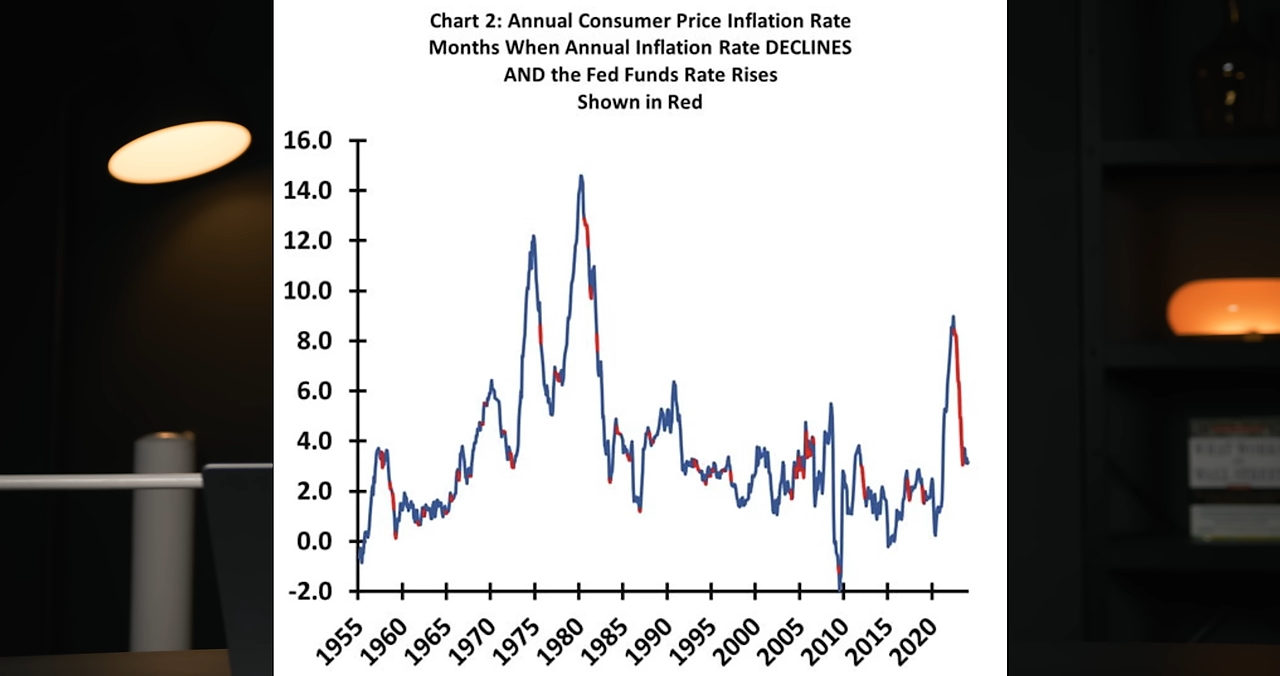 Chart 2: Annual Consumer Price Inflation Rate
Months When Annual Inflation Rate DECLINES
AND the Fed Funds Rate Rises
Shown in Red
16.0
14.0
12.0
10.0
8.0
6.0
4.0
2.0
0.0
-2.0
1955 1960 1965 1970 1975 1980 1985 1990 1995 2000 2005 2010 2015 2020